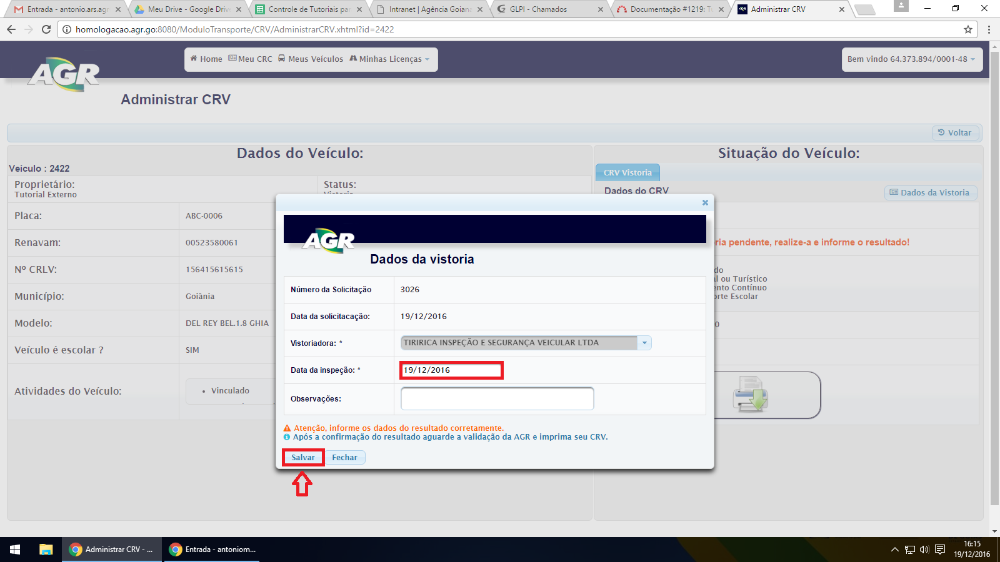 Entrada - antonio.ars.agr
Meu Drive - Google Drive
Controle de Tutoriais pa
Intranet | Agência Goian
GLPI - Chamados
Documentação #1219: Tu
Administrar CRV
homologacao.agr.go:8080/ModuloTransporte/CRV/AdministrarCRV.xhtml?id=2422
AGR
Home
Meu CRC
Meus Veículos
Minhas Licenças
Bem vindo 64.373.894/0001-48
Administrar CRV
Voltar
Dados do Veículo:
Situação do Veículo:
Veículo : 2422
CRV Vistoria
Proprietário:
Tutorial Externo
Status:
Vistoria
Dados do CRV
Dados da Vistoria
Placa:
ABC-0006
Renavam:
00523580061
ria pendente, realize-a e informe o resultado!
Nº CRLV:
156415615615
do
al ou Turístico
ento Contínuo
orte Escolar
Município:
Goiânia
Modelo:
DEL REY BEL.1.8 GHIA
0
Veículo é escolar ?
SIM
Atividades do Veículo:
• Vinculado
AGR
Dados da vistoria
Número da Solicitação
3026
Data da solicitacação:
19/12/2016
Vistoriadora: *
TIRIRICA INSPEÇÃO E SEGURANÇA VEICULAR LTDA
Data da inspeção: *
19/12/2016
Observações:
Atenção, informe os dados do resultado corretamente.
Após a confirmação do resultado aguarde a validação da AGR e imprima seu CRV.
Salvar
Fechar
Administrar CRV - ...
Entrada - antoniom...
16:15
19/12/2016